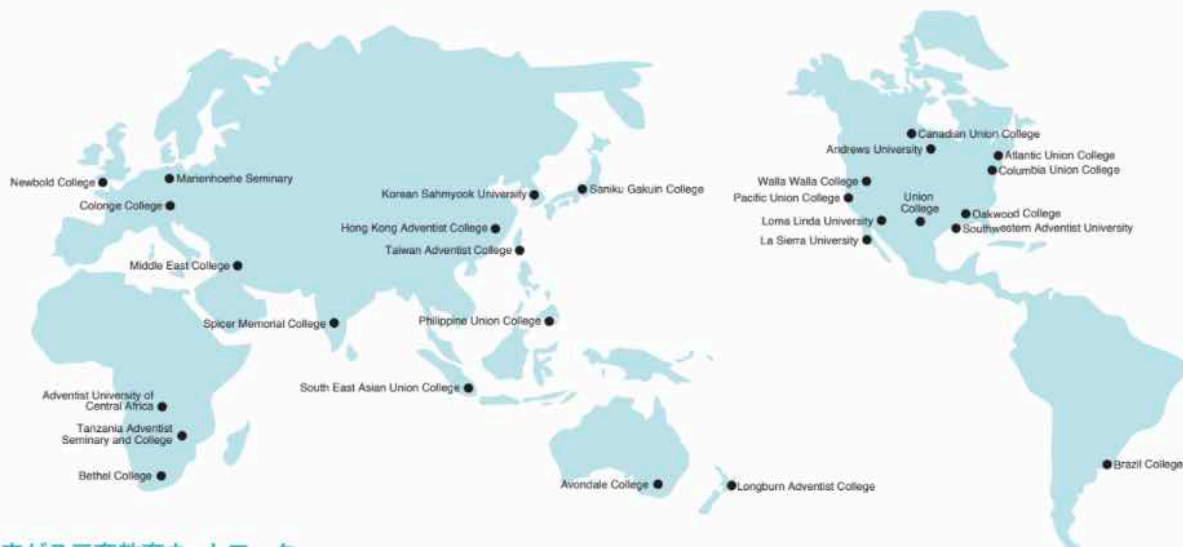 Canadian Union College
Andrews University
Atlantic Union College
Columbia Union College
Newbold College
Marienhoehe Seminary
Walla Walla College
Korean Sahmyook University
Saniku Gakuin College
Pacific Union College
Union
College
Colonge College
Oakwood College
Loma Linda University
Hong Kong Adventist College
Southwestern Adventist University
La Sierra University
Taiwan Adventist College
Middle East College
Spicer Memorial College
Philippine Union College
South East Asian Union College
Adventist University of
Central Africa
Tanzania Adventist
Seminary and College
Brazil College
Bethel College
Avondale College
Longburn Adventist College